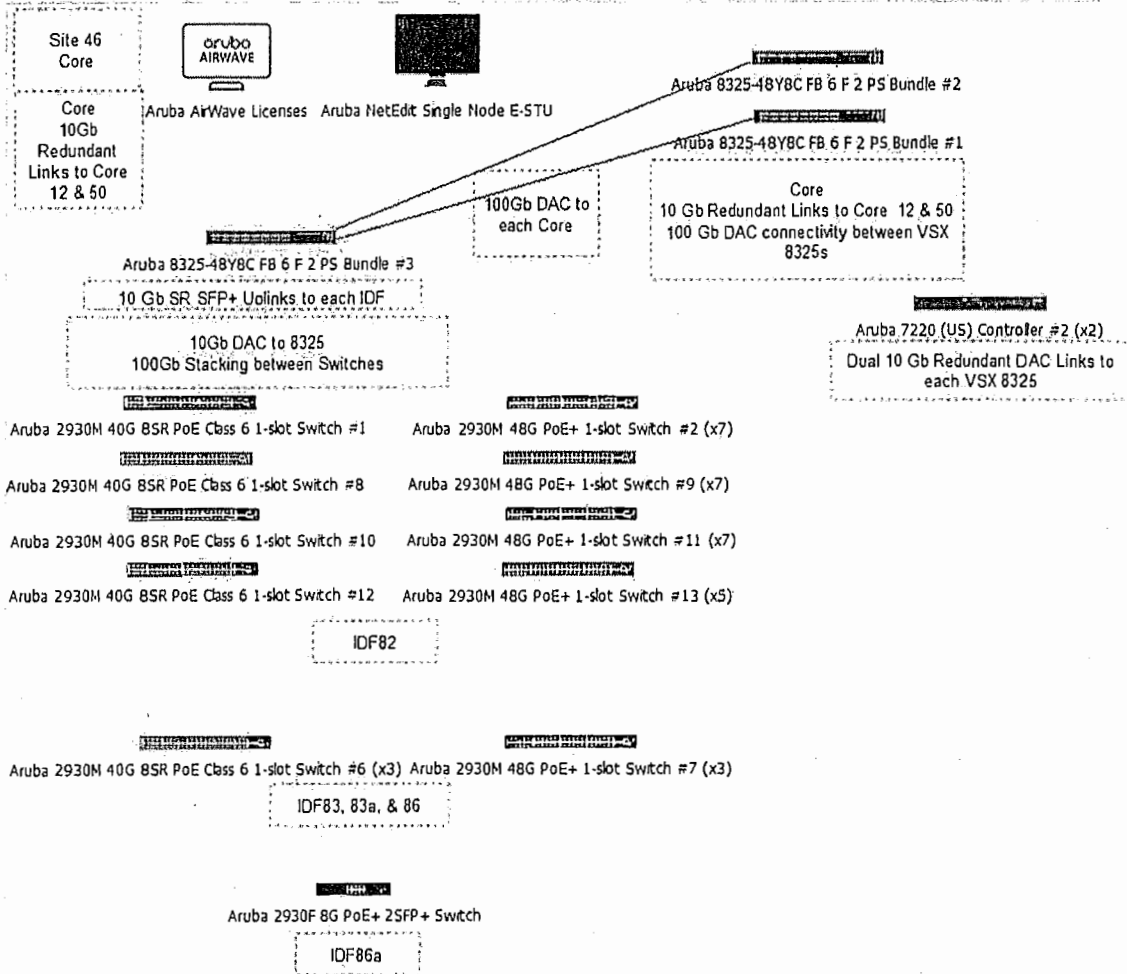 Site 46
Core
Core
10Gb
Redundant
Links to Core
12 & 50
aruba
AIRWAVE
Aruba AirWave Licenses
Aruba NetEdit Single Node E-STU
Aruba 8325-48Y8C FB 6 F 2 PS Bundle #2
Aruba 8325-48Y8C FB 6 F 2 PS Bundle #1
Core
10 Gb Redundant Links to Core 12 & 50
100 Gb DAC connectivity between VSX
8325s
100Gb DAC to
each Core
Aruba 8325-48Y8C FB 6 F 2 PS Bundle #3
10 Gb SR SFP+ Uplinks to each IDF
10Gb DAC to 8325
100Gb Stacking between Switches
Aruba 7220 (US) Controller #2 (x2)
Dual 10 Gb Redundant DAC Links to
each VSX 8325
Aruba 2930M 40G 8SR PoE Class 6 1-slot Switch #1
Aruba 2930M 48G PoE+ 1-slot Switch #2 (x7)
Aruba 2930M 40G 8SR PoE Class 6 1-slot Switch #8
Aruba 2930M 48G PoE+ 1-slot Switch #9 (x7)
Aruba 2930M 40G 8SR PoE Class 6 1-slot Switch #10
Aruba 2930M 48G PoE+ 1-slot Switch #11 (x7)
Aruba 2930M 40G 8SR PoE Class 6 1-slot Switch #12
Aruba 2930M 48G PoE+ 1-slot Switch #13 (x5)
IDF82
Aruba 2930M 40G 8SR PoE Class 6 1-slot Switch #6 (x3)
Aruba 2930M 48G PoE+ 1-slot Switch #7 (x3)
IDF83, 83a, & 86
Aruba 2930F 8G PoE+ 2SFP+ Switch
IDF86a